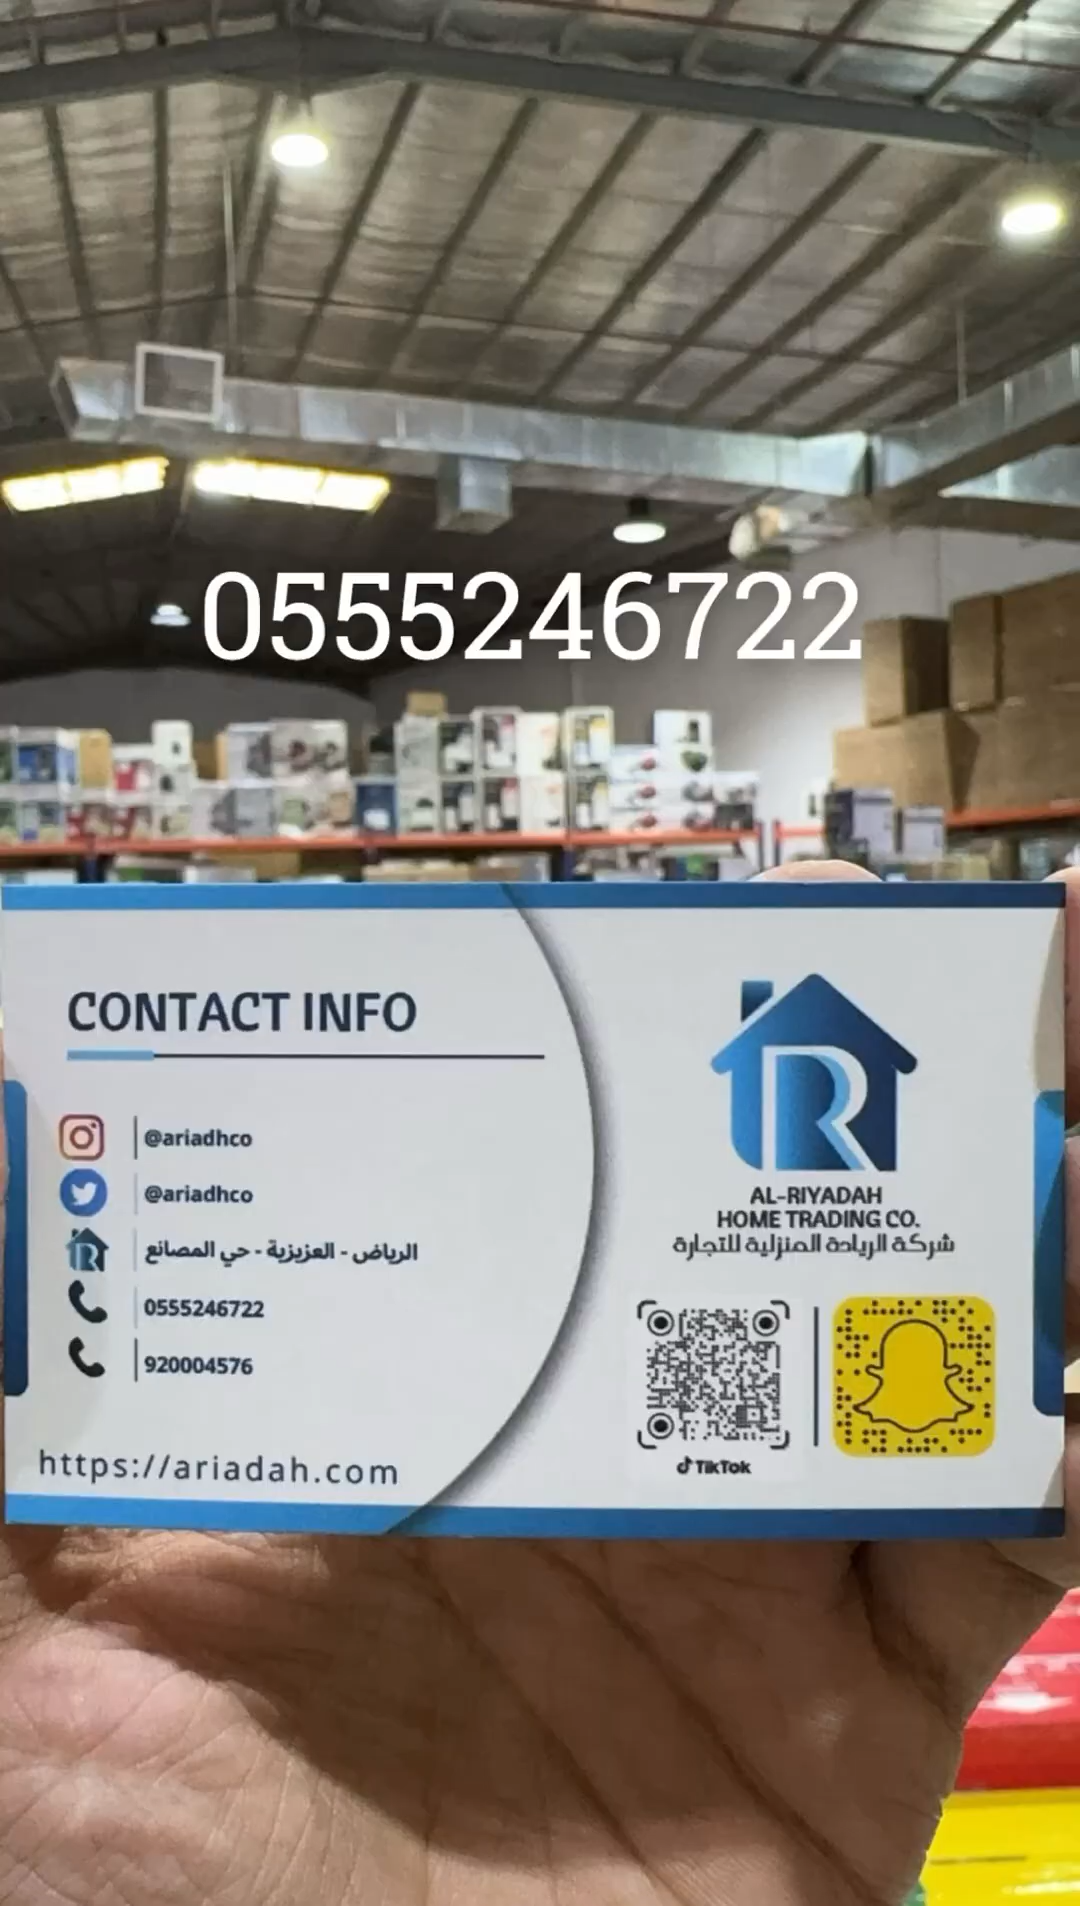 0555246722
CONTACT INFO
@ariadhco
@ariadhco
الرياض - العزيزية - حي المصانع
0555246722
920004576
https://ariadah.com
R
AL-RIYADAH
HOME TRADING CO.
شركة الريادة المنزلية للتجارة
TikTok